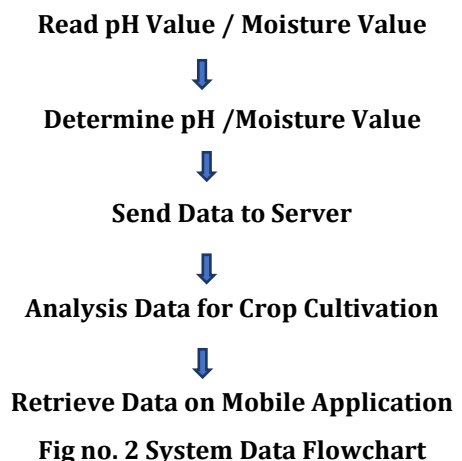 Read pH Value / Moisture Value
Determine pH /Moisture Value
Send Data to Server
Analysis Data for Crop Cultivation
Retrieve Data on Mobile Application
Fig no. 2 System Data Flowchart